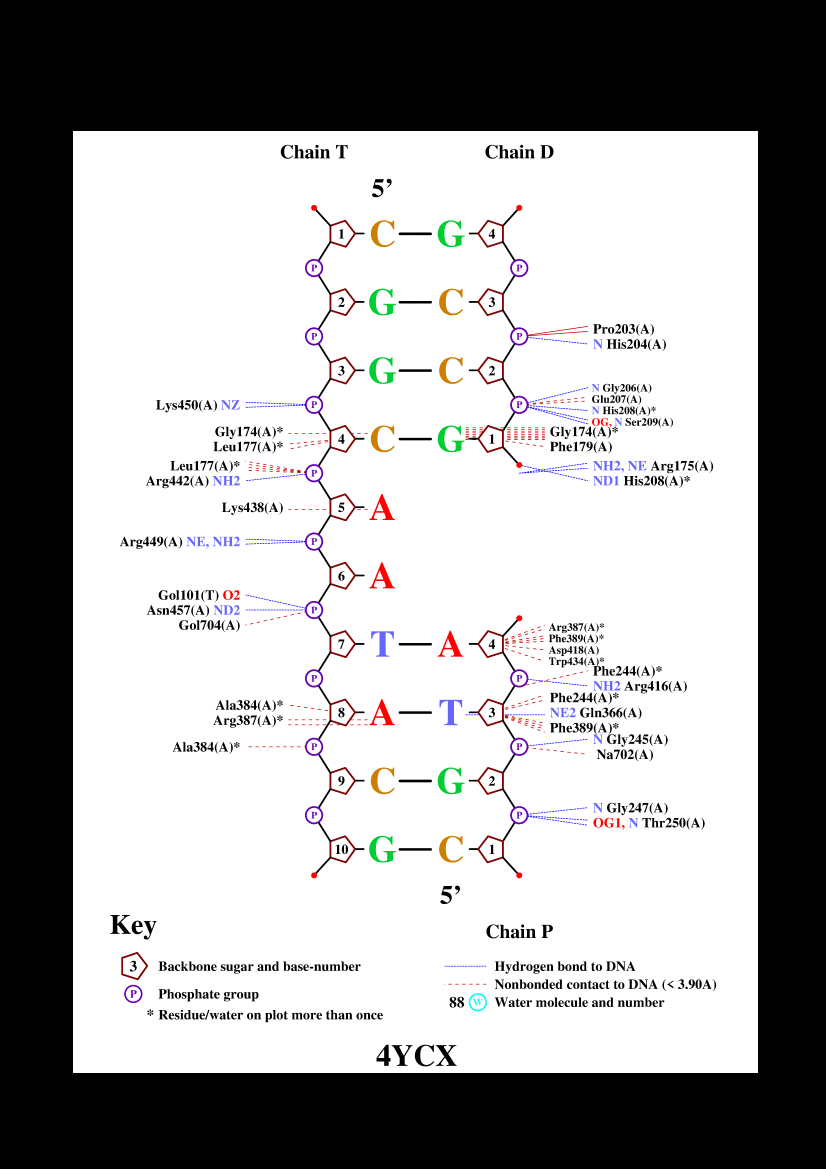 Chain T Chain D
5’
1 C G 4
P P
2 G C 3
P P
Pro203(A)
N His204(A)
3 G C 2
N Gly206(A)
Glu207(A)
Lys450(A) NZ P P
N His208(A)*
OG, N Ser209(A)
Gly174(A)* 4 C G 1 Gly174(A)*
Leu177(A)* Phe179(A)
Leu177(A)* P NH2, NE Arg175(A)
Arg442(A) NH2 ND1 His208(A)*
Lys438(A) 5 A
Arg449(A) NE, NH2 P
6 A
Gol101(T) O2
Asn457(A) ND2 P
Gol704(A)
Arg387(A)*
Phe389(A)*
7 T A 4
Asp418(A)
Trp434(A)*
Phe244(A)*
P P
NH2 Arg416(A)
Phe244(A)*
Ala384(A)* 8 A T 3 NE2 Gln366(A)
Arg387(A)* Phe389(A)*
N Gly245(A)
Ala384(A)* P P
Na702(A)
9 C G 2
N Gly247(A)
P P
OG1, N Thr250(A)
10 G C 1
5’
Key
Chain P
3 Backbone sugar and base-number
Hydrogen bond to DNA
Nonbonded contact to DNA (< 3.90A)
P Phosphate group
88 W Water molecule and number
* Residue/water on plot more than once
4YCX